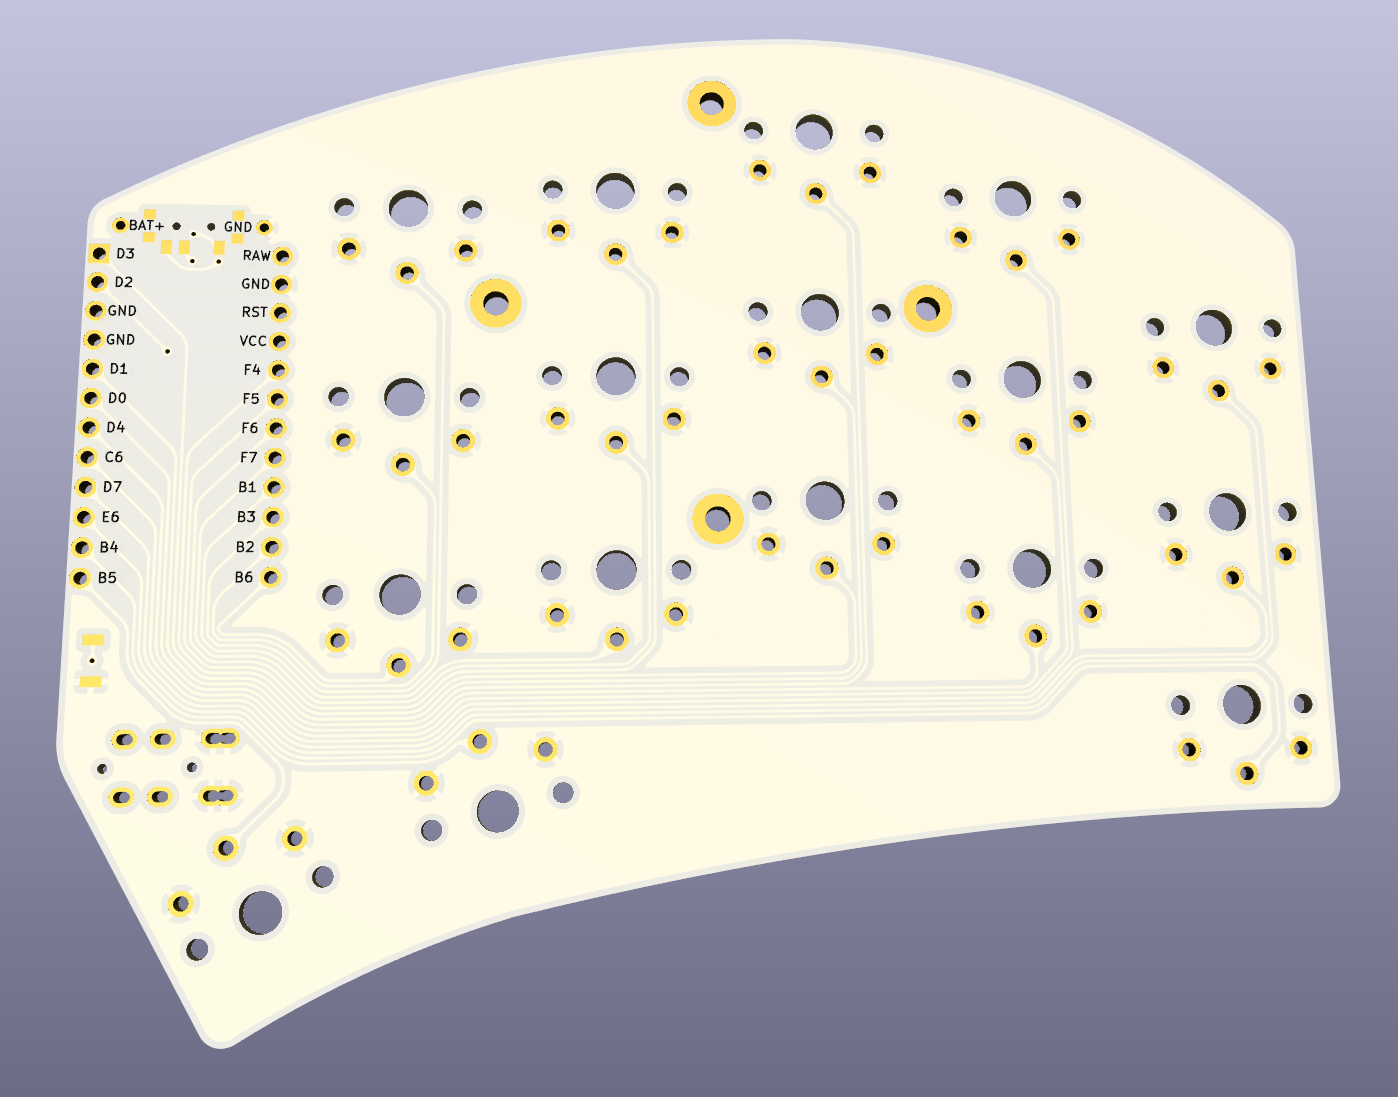 BAT+ GND
D3 RAW
D2 GND
GND RST
GND VCC
D1 F4
D0 F5
D4 F6
C6 F7
D7 B1
E6 B3
B4 B2
B5 B6